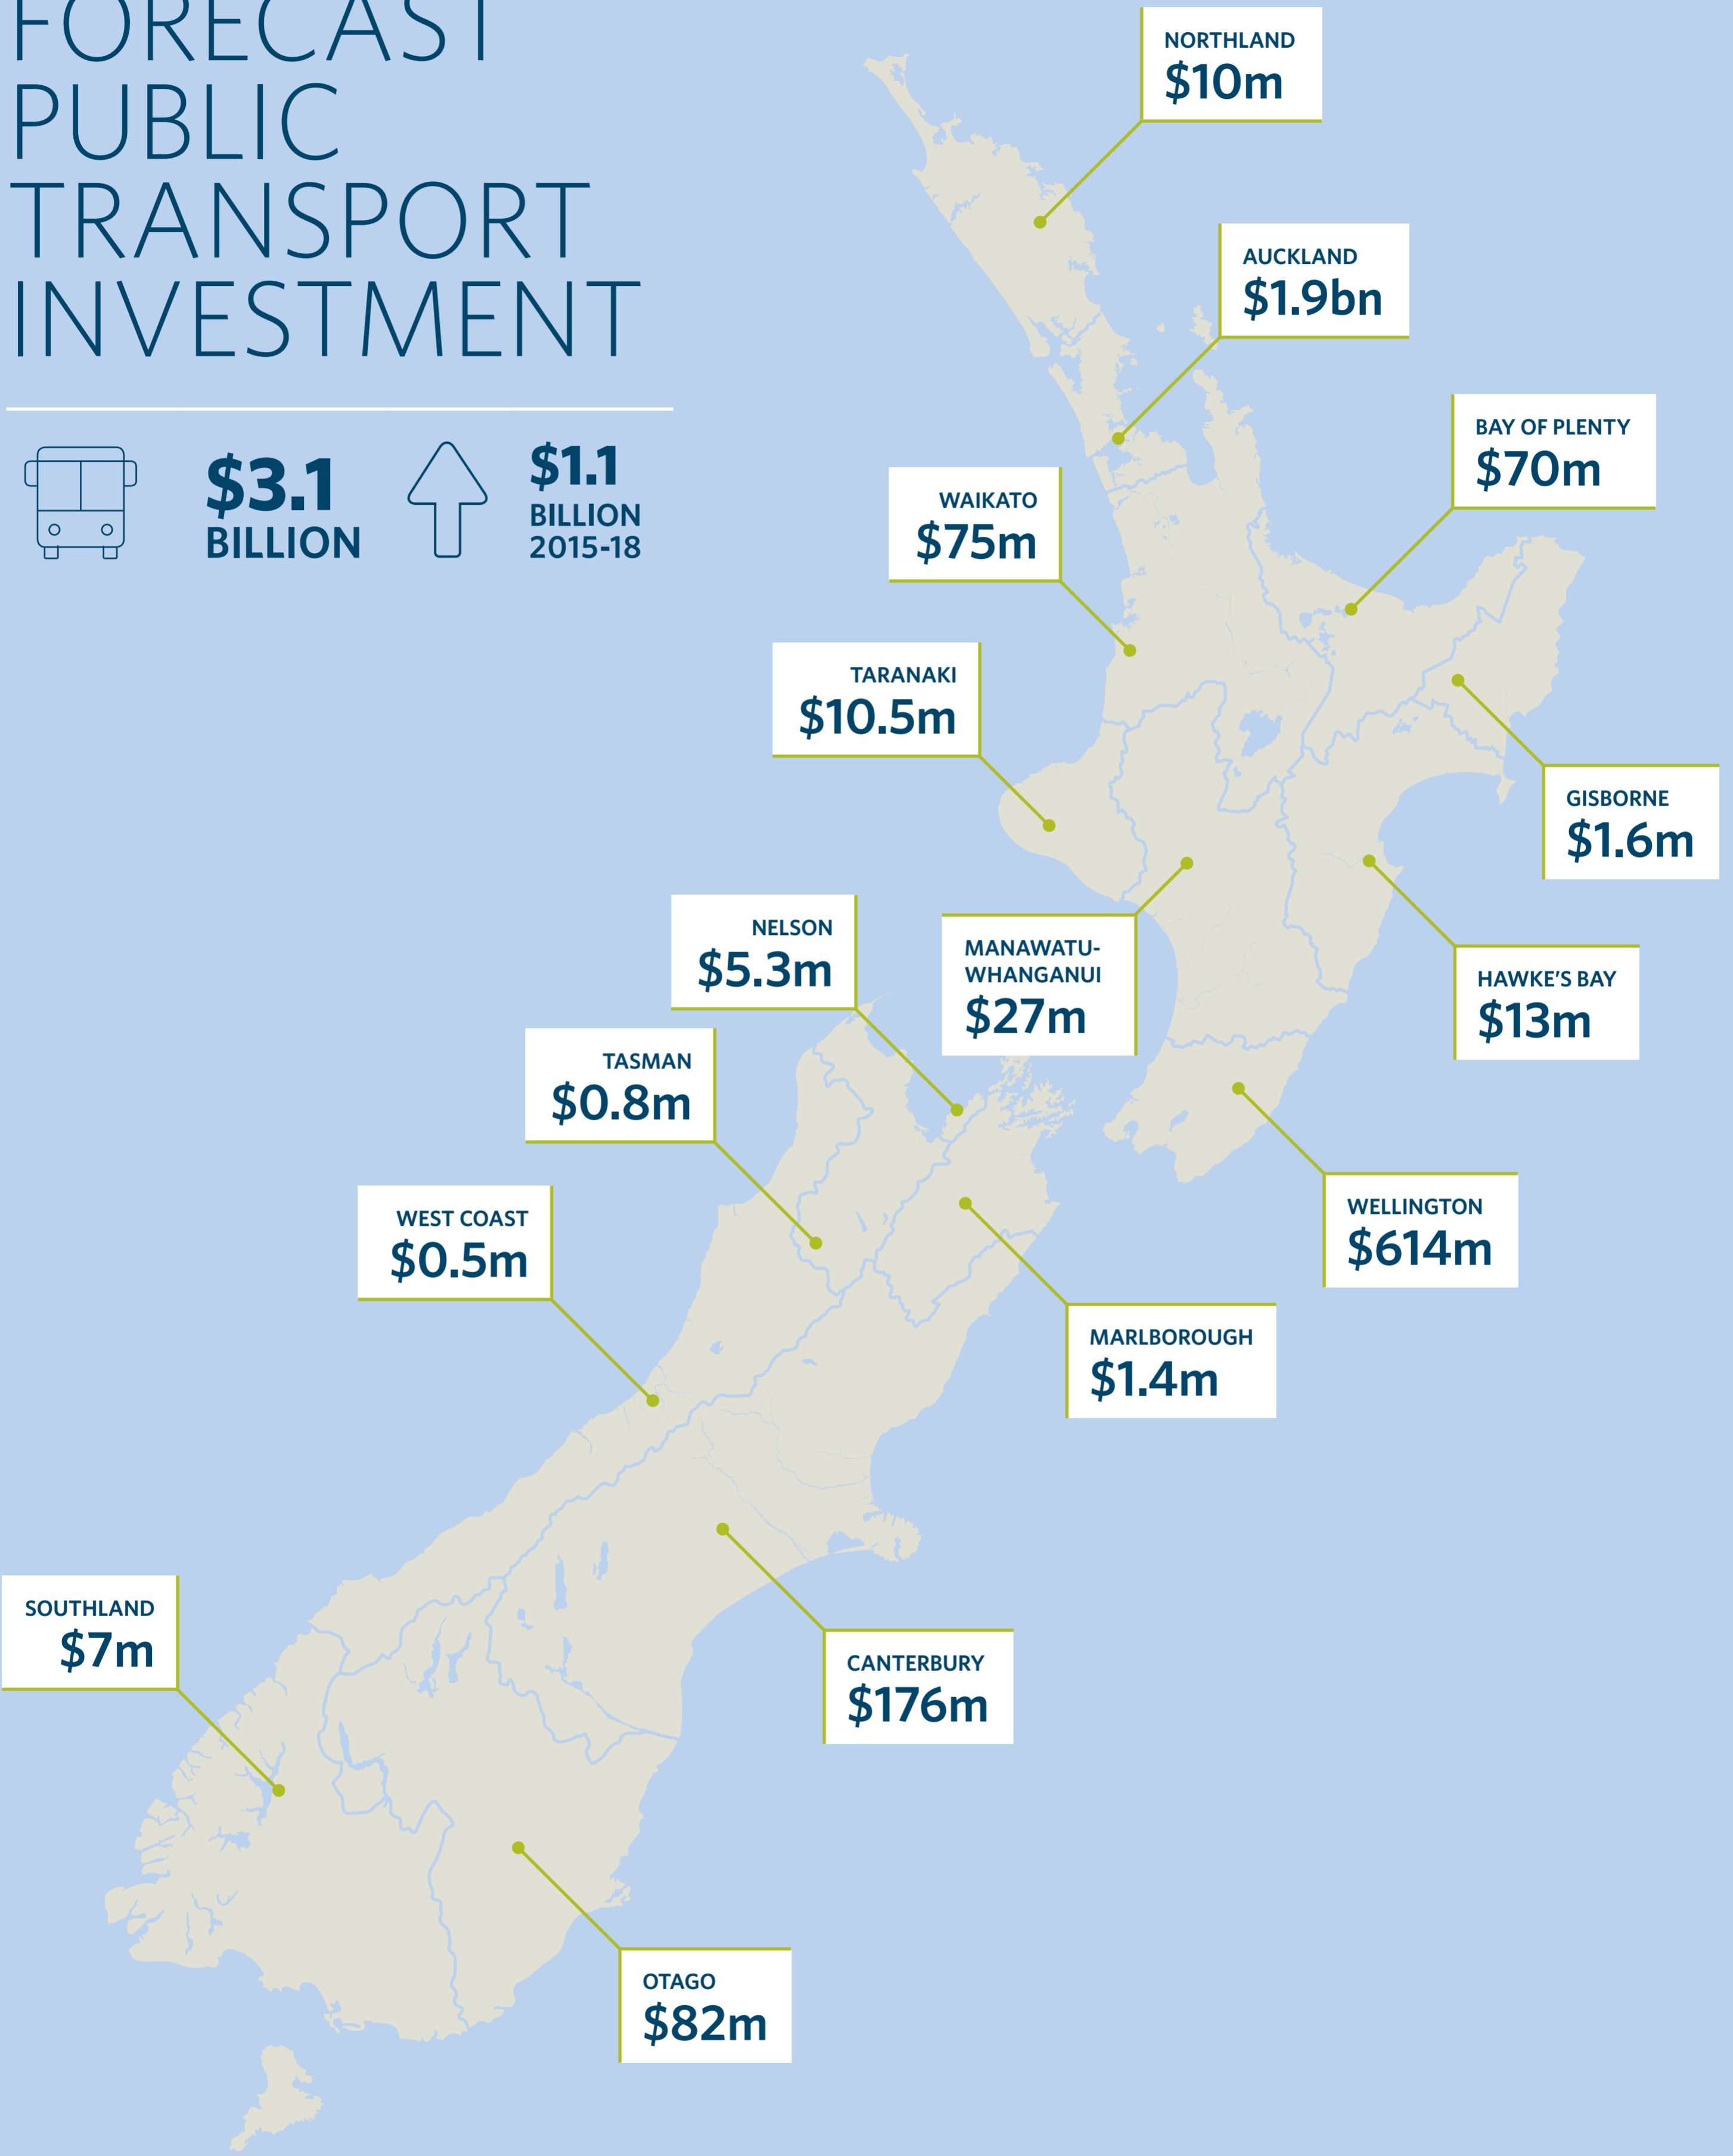 FORECAST
PUBLIC
TRANSPORT
INVESTMENT
$3.1
BILLION
$1.1
BILLION
2015-18
NORTHLAND
$10m
AUCKLAND
$1.9bn
BAY OF PLENTY
$70m
WAIKATO
$75m
TARANAKI
$10.5m
GISBORNE
$1.6m
NELSON
$5.3m
MANAWATU-
WHANGANUI
$27m
HAWKE'S BAY
$13m
TASMAN
$0.8m
WEST COAST
$0.5m
WELLINGTON
$614m
MARLBOROUGH
$1.4m
SOUTHLAND
$7m
CANTERBURY
$176m
OTAGO
$82m